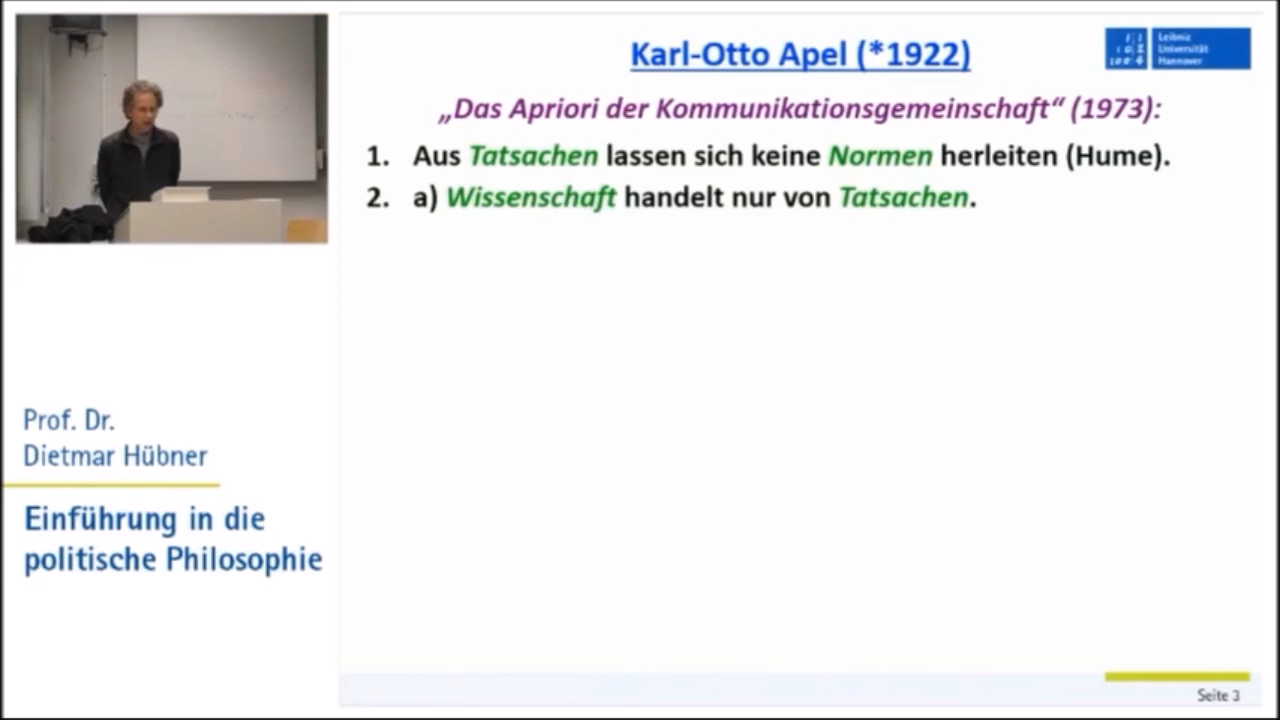 Karl-Otto Apel (*1922)
Leibniz
Universität
Hannover
„Das Apriori der Kommunikationsgemeinschaft“ (1973):
1. Aus Tatsachen lassen sich keine Normen herleiten (Hume).
2. a) Wissenschaft handelt nur von Tatsachen.
Prof. Dr.
Dietmar Hübner
Einführung in die
politische Philosophie
Seite 3